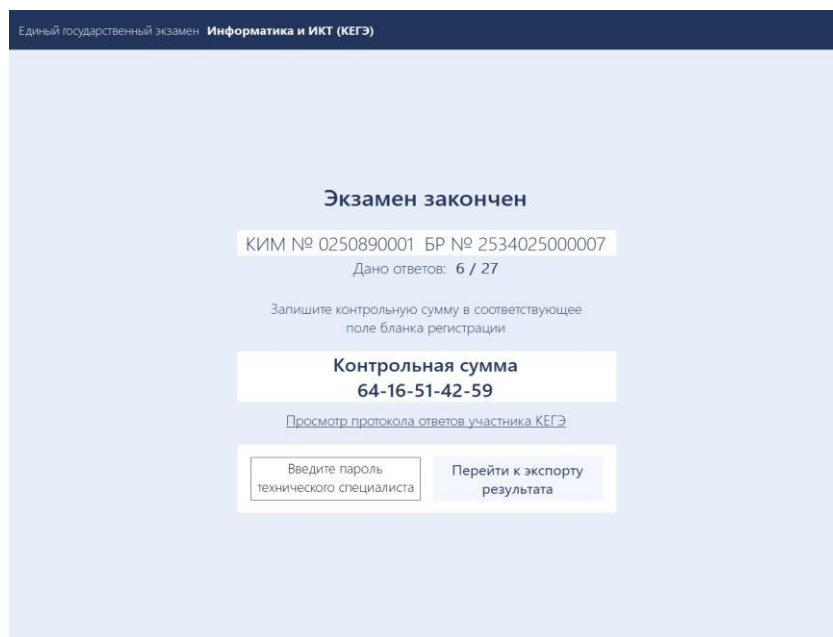 Единый государственный экзамен Информатика и ИКТ (КЕГЭ)
Экзамен закончен
КИМ № 0250890001 БР № 2534025000007
Дано ответов: 6 / 27
Запишите контрольную сумму в соответствующее
поле бланка регистрации
Контрольная сумма
64-16-51-42-59
Просмотр протокола ответов участника КЕГЭ
Введите пароль
технического специалиста
Перейти к экспорту
результата